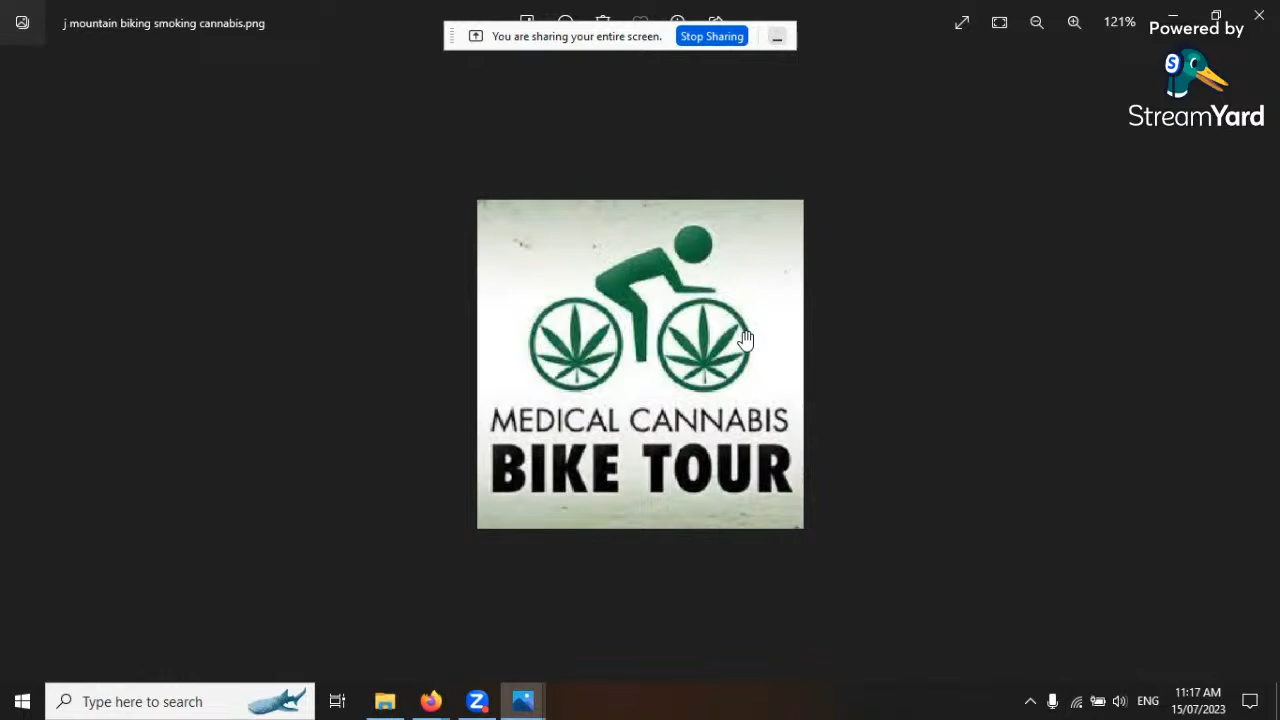 j mountain biking smoking cannabis.png
121%
You are sharing your entire screen.
Stop Sharing
Powered by
S
StreamYard
MEDICAL CANNABIS
BIKE TOUR
Type here to search
Z
ENG
11:17 AM
15/07/2023